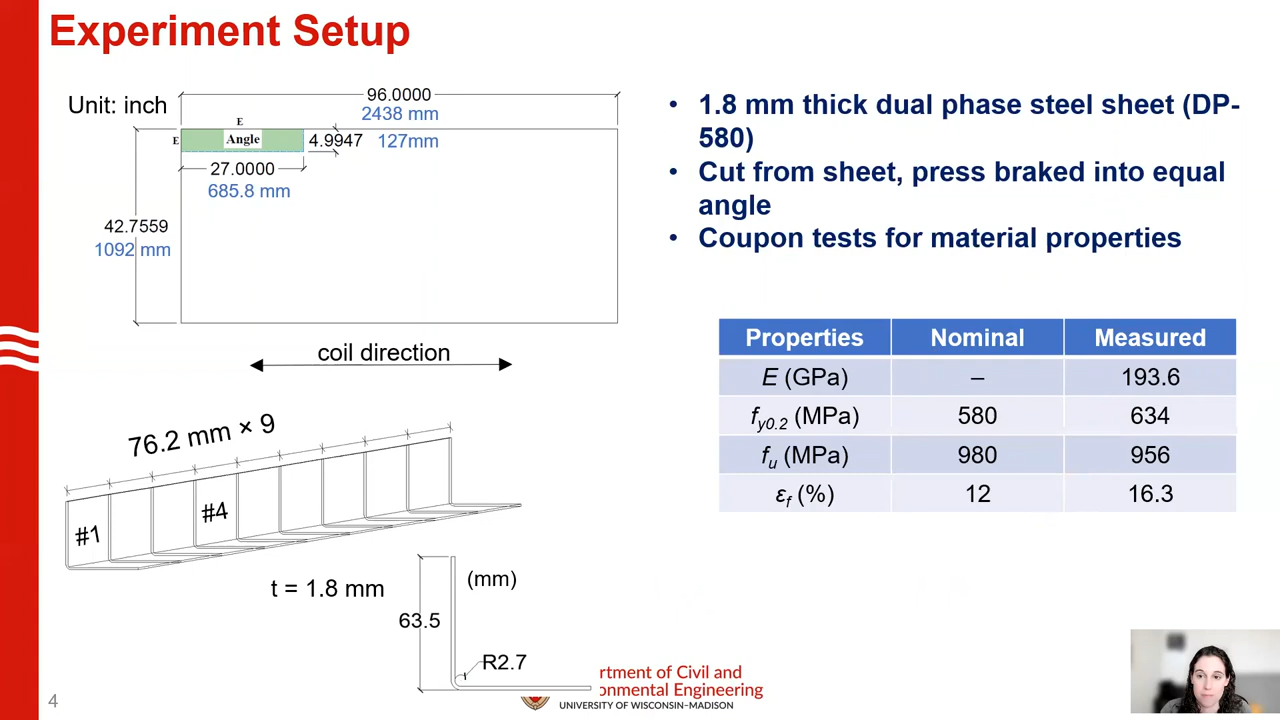 Experiment Setup
Unit: inch
96.0000
2438 mm
E
E
Angle
4.9947
127mm
27.0000
685.8 mm
42.7559
1092 mm
coil direction
76.2 mm × 9
#1
#4
t = 1.8 mm
(mm)
63.5
R2.7
• 1.8 mm thick dual phase steel sheet (DP-
580)
• Cut from sheet, press braked into equal
angle
• Coupon tests for material properties
Properties Nominal Measured
E (GPa) – 193.6
fy0.2 (MPa) 580 634
fu (MPa) 980 956
εf (%) 12 16.3
rtment of Civil and
onmental Engineering
UNIVERSITY OF WISCONSIN–MADISON
4